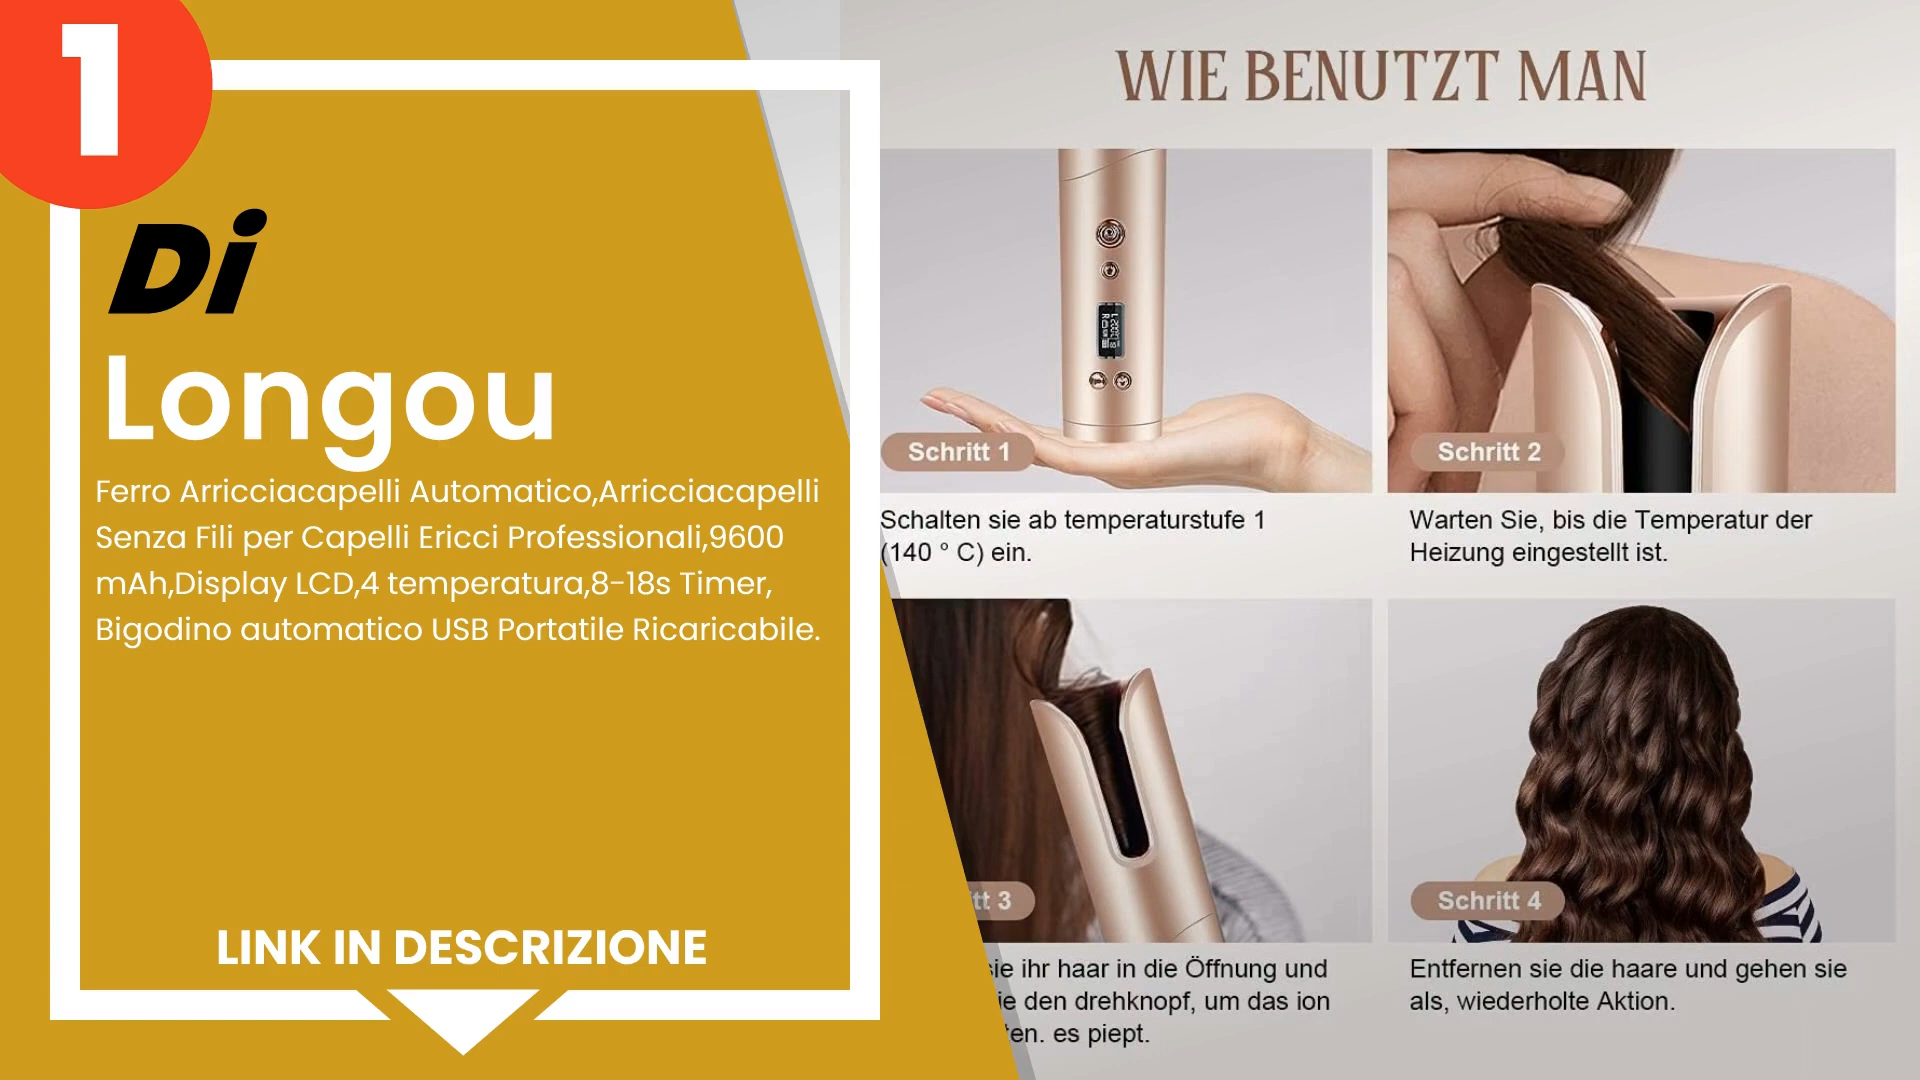 1
Di
Longou
Ferro Arricciacapelli Automatico,Arricciacapelli
Senza Fili per Capelli Ericci Professionali,9600
mAh,Display LCD,4 temperatura,8-18s Timer,
Bigodino automatico USB Portatile Ricaricabile.
LINK IN DESCRIZIONE
WIE BENUTZT MAN
Schritt 1
Schalten sie ab temperaturstufe 1
(140 ° C) ein.
Schritt 2
Warten Sie, bis die Temperatur der
Heizung eingestellt ist.
3
ihr haar in die Öffnung und
den drehknopf, um das ion
es piept.
Schritt 4
Entfernen sie die haare und gehen sie
als, wiederholte Aktion.